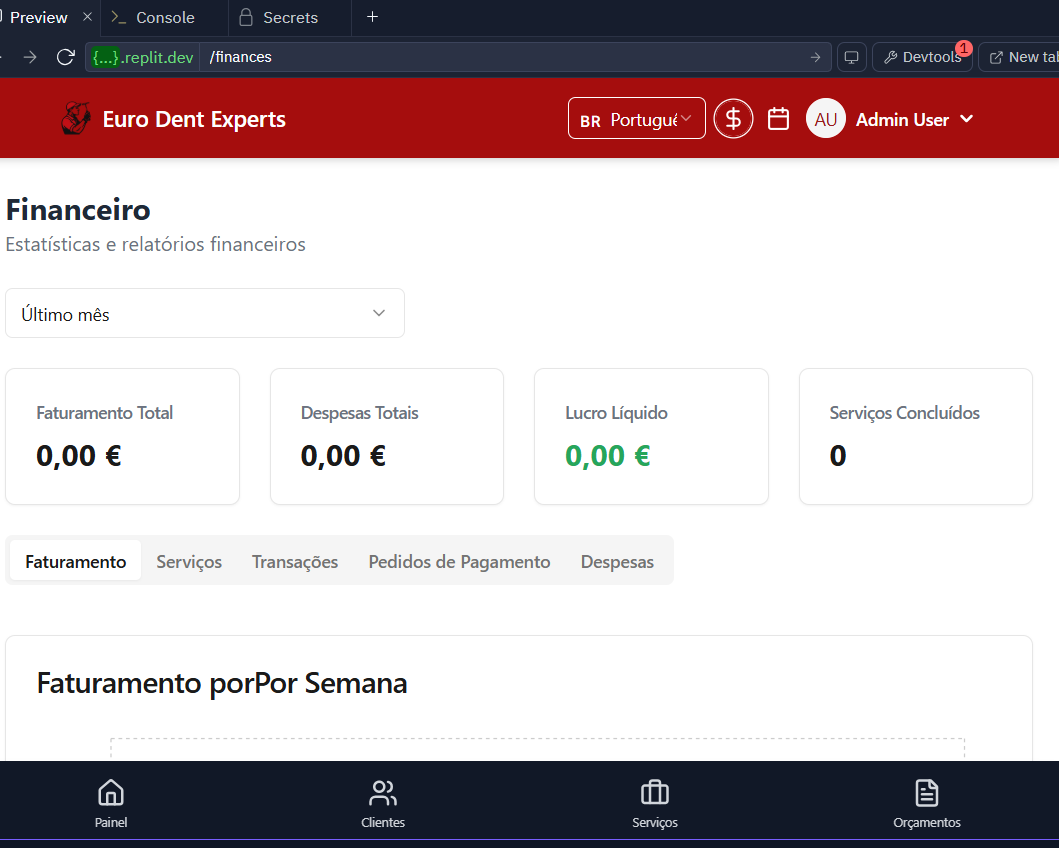 Preview Console Secrets
{...}.replit.dev /finances Devtools 1 New tab
Euro Dent Experts BR Portuguê AU Admin User
Financeiro
Estatísticas e relatórios financeiros
Último mês
Faturamento Total Despesas Totais Lucro Líquido Serviços Concluídos
0,00 € 0,00 € 0,00 € 0
Faturamento Serviços Transações Pedidos de Pagamento Despesas
Faturamento porPor Semana
Painel Clientes Serviços Orçamentos